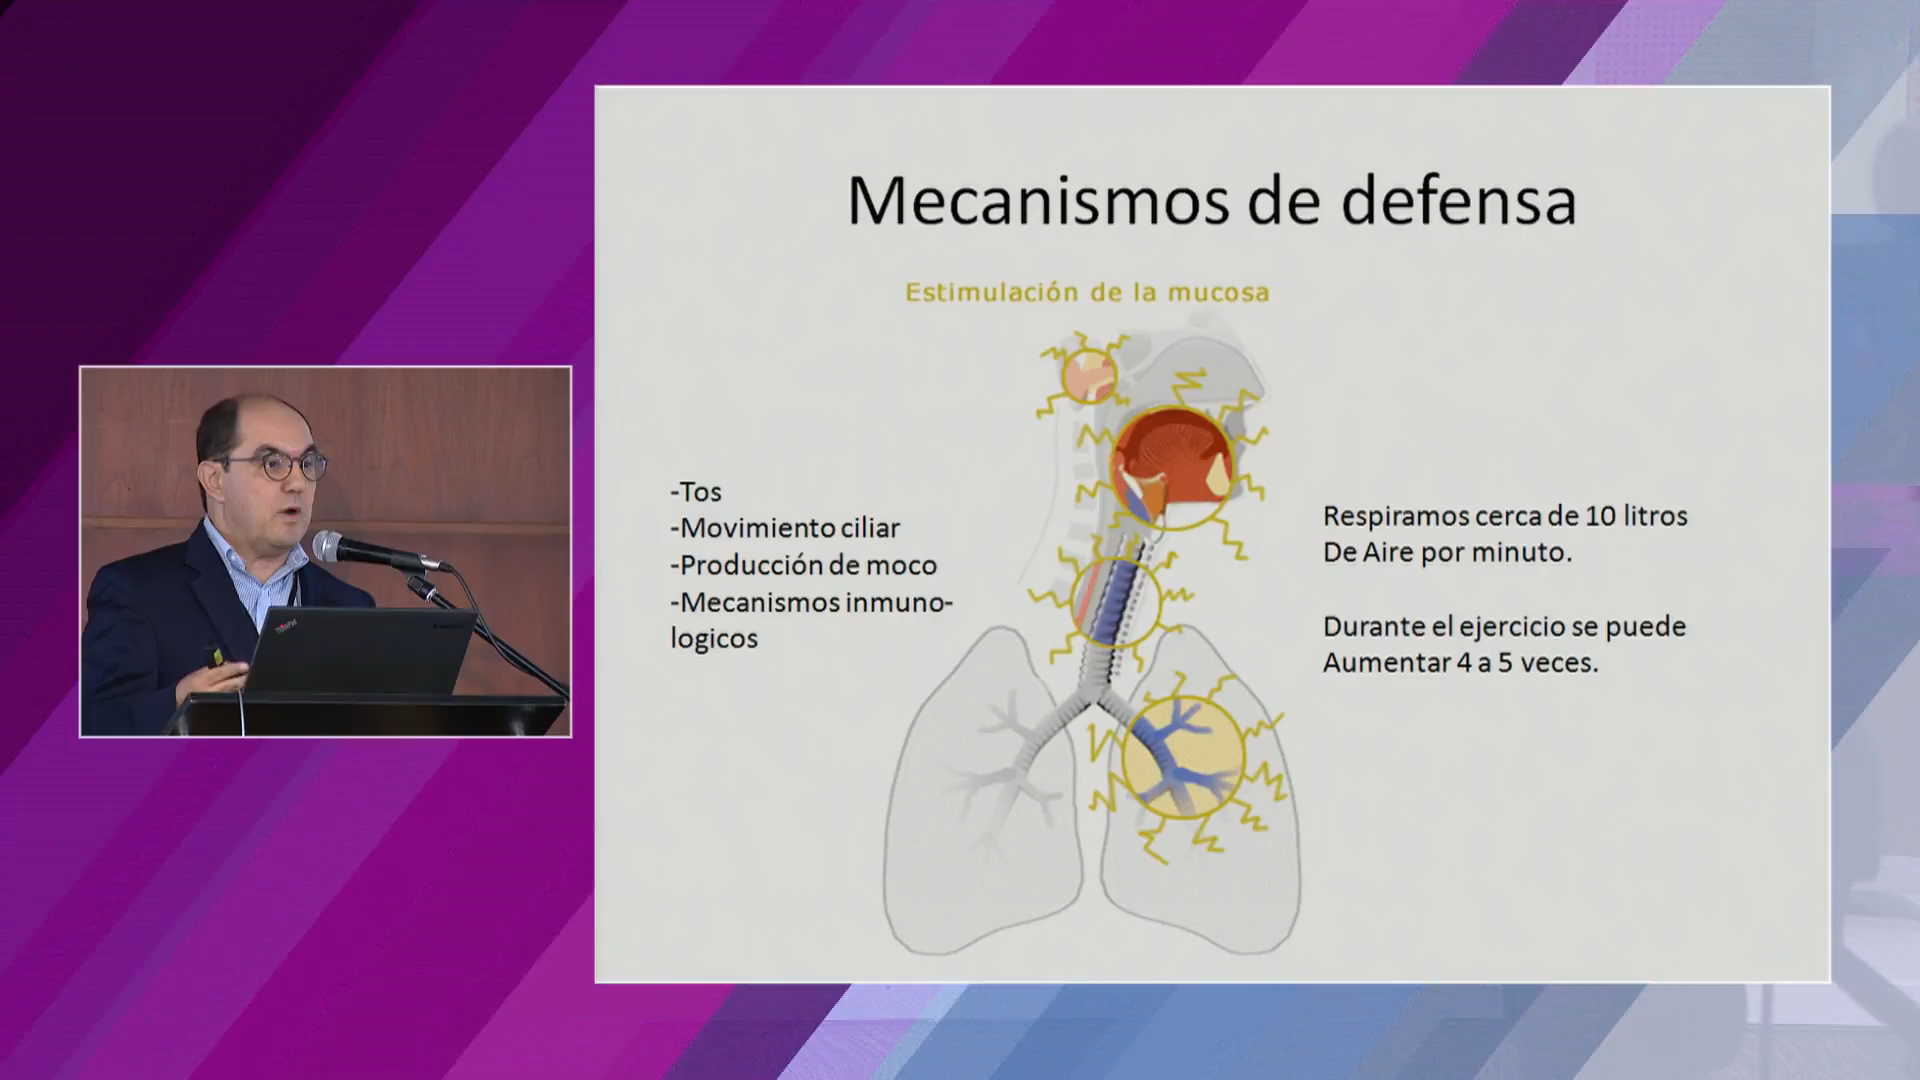 Mecanismos de defensa
Estimulación de la mucosa
-Tos
-Movimiento ciliar
-Producción de moco
-Mecanismos inmuno-
logicos
Respiramos cerca de 10 litros
De Aire por minuto.
Durante el ejercicio se puede
Aumentar 4 a 5 veces.
ThinkPad